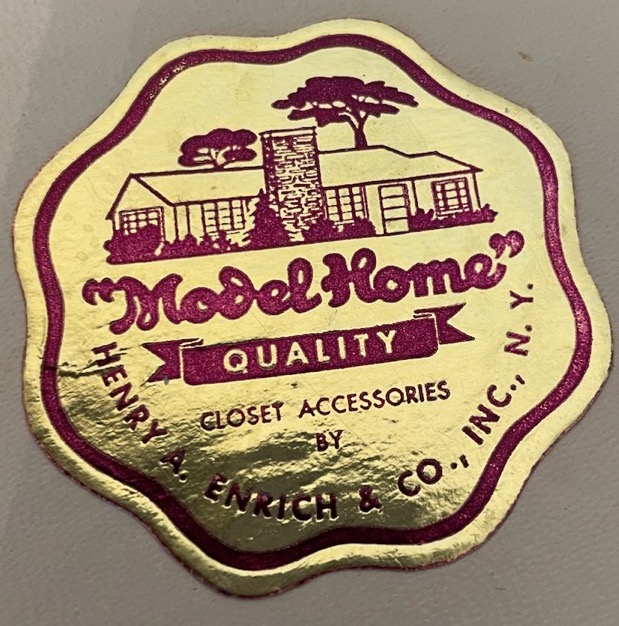 "Model Home"
QUALITY
CLOSET ACCESSORIES
BY
HENRY A. ENRICH & CO., INC., N. Y.